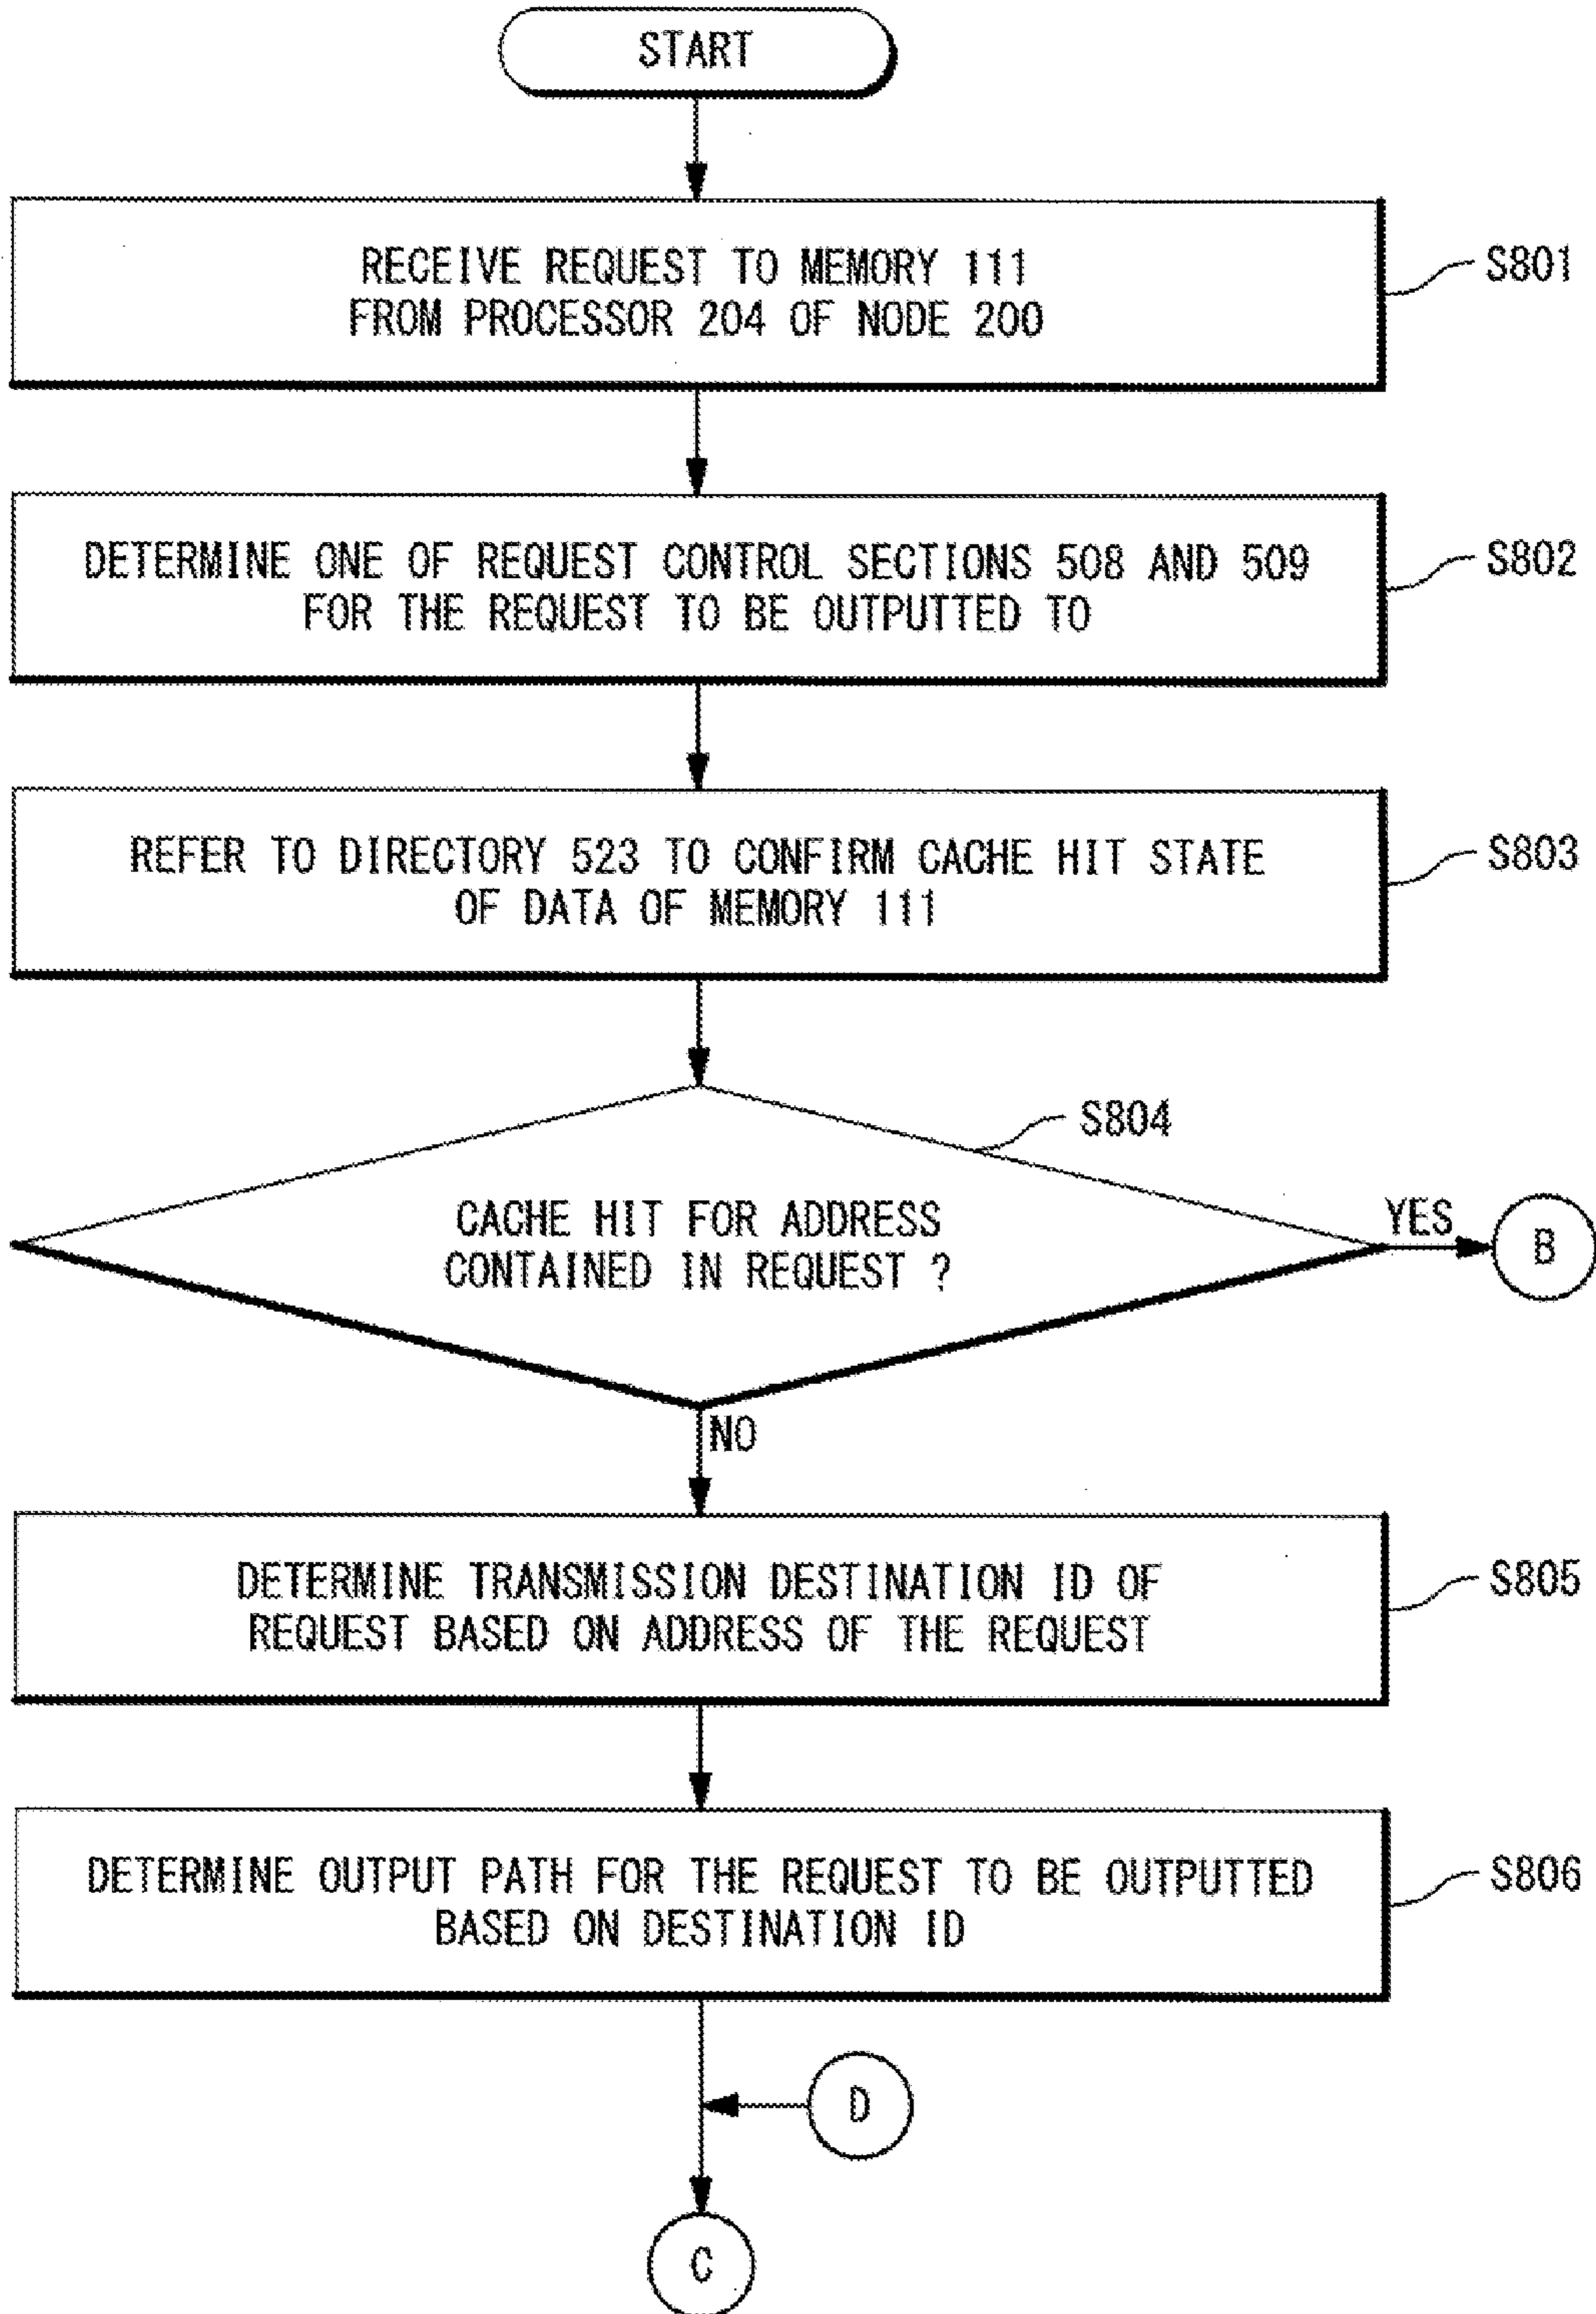 START
RECEIVE REQUEST TO MEMORY 111
FROM PROCESSOR 204 OF NODE 200
S801
DETERMINE ONE OF REQUEST CONTROL SECTIONS 508 AND 509
FOR THE REQUEST TO BE OUTPUTTED TO
S802
REFER TO DIRECTORY 523 TO CONFIRM CACHE HIT STATE
OF DATA OF MEMORY 111
S803
S804
CACHE HIT FOR ADDRESS
CONTAINED IN REQUEST ?
YES
B
NO
DETERMINE TRANSMISSION DESTINATION ID OF
REQUEST BASED ON ADDRESS OF THE REQUEST
S805
DETERMINE OUTPUT PATH FOR THE REQUEST TO BE OUTPUTTED
BASED ON DESTINATION ID
S806
D
C